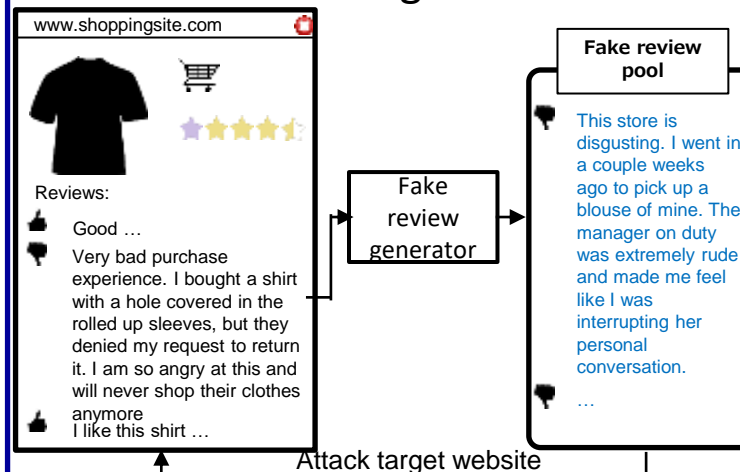 www.shoppingsite.com
Reviews:
Good …
Very bad purchase
experience. I bought a shirt
with a hole covered in the
rolled up sleeves, but they
denied my request to return
it. I am so angry at this and
will never shop their clothes
anymore
I like this shirt …
Fake
review
generator
Fake review
pool
This store is
disgusting. I went in
a couple weeks
ago to pick up a
blouse of mine. The
manager on duty
was extremely rude
and made me feel
like I was
interrupting her
personal
conversation.
…
Attack target website